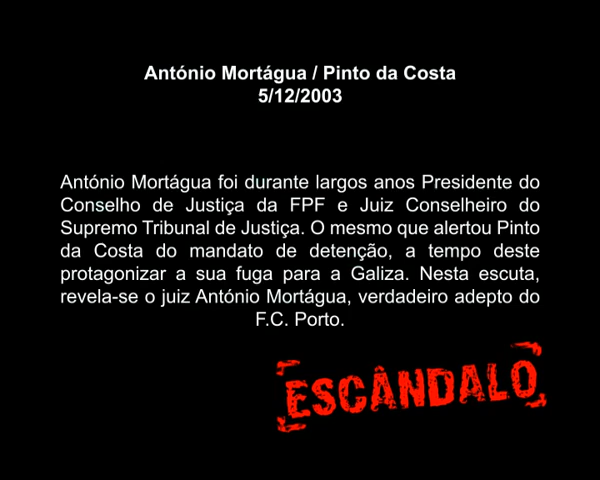 António Mortágua / Pinto da Costa
5/12/2003
António Mortágua foi durante largos anos Presidente do
Conselho de Justiça da FPF e Juiz Conselheiro do
Supremo Tribunal de Justiça. O mesmo que alertou Pinto
da Costa do mandato de detenção, a tempo deste
protagonizar a sua fuga para a Galiza. Nesta escuta,
revela-se o juiz António Mortágua, verdadeiro adepto do
F.C. Porto.
ESCÂNDALO